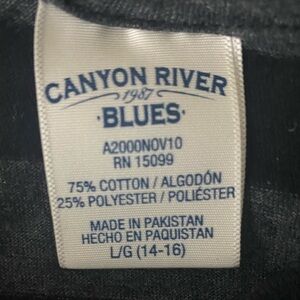 CANYON RIVER
1987
·BLUES·
A2000NOV10
RN 15099
75% COTTON / ALGODÓN
25% POLYESTER / POLIÉSTER
MADE IN PAKISTAN
HECHO EN PAQUISTAN
L/G (14-16)